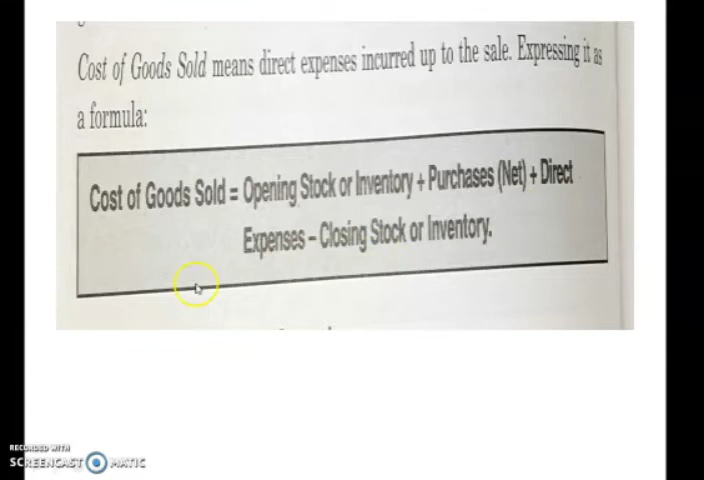 Cost of Goods Sold means direct expenses incurred up to the sale. Expressing it as
a formula:
Cost of Goods Sold = Opening Stock or Inventory + Purchases (Net) + Direct
Expenses – Closing Stock or Inventory.
RECORDED WITH
SCREENCAST MATIC